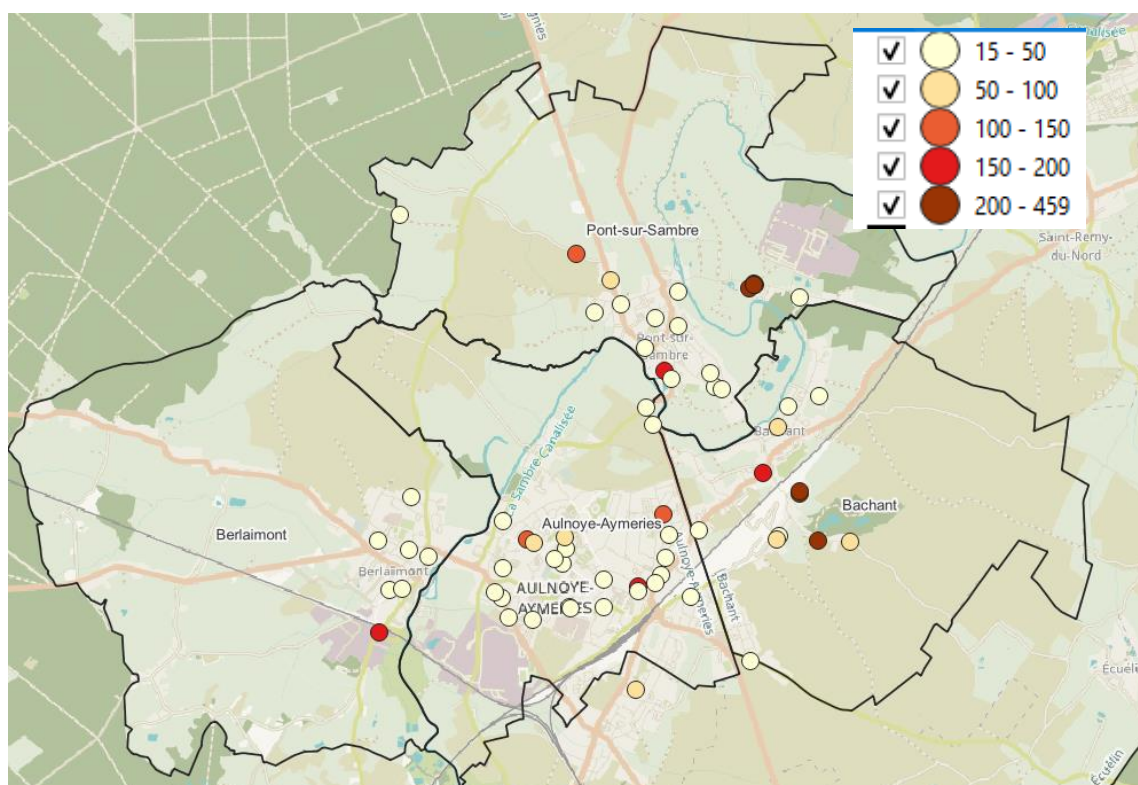 15 - 50
50 - 100
100 - 150
150 - 200
200 - 459
Saint-Remy-
du-Nord
Pont-sur-Sambre
Pont-sur-
Sambre
La Sambre Canalisée
Bachant
Bachant
Berlaimont
Aulnoye-Aymeries
Berlaimont
AULNOYE-
AYMERIES
Aulnoye-Aymeries
Bachant
Écuélin